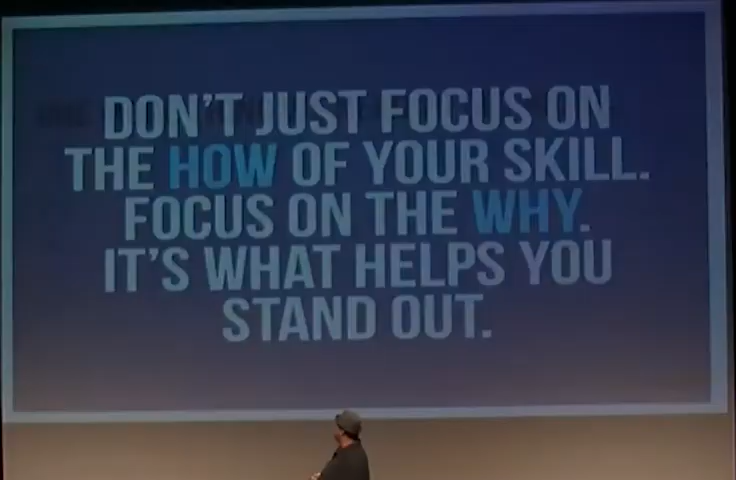 DON'T JUST FOCUS ON
THE HOW OF YOUR SKILL.
FOCUS ON THE WHY.
IT'S WHAT HELPS YOU
STAND OUT.